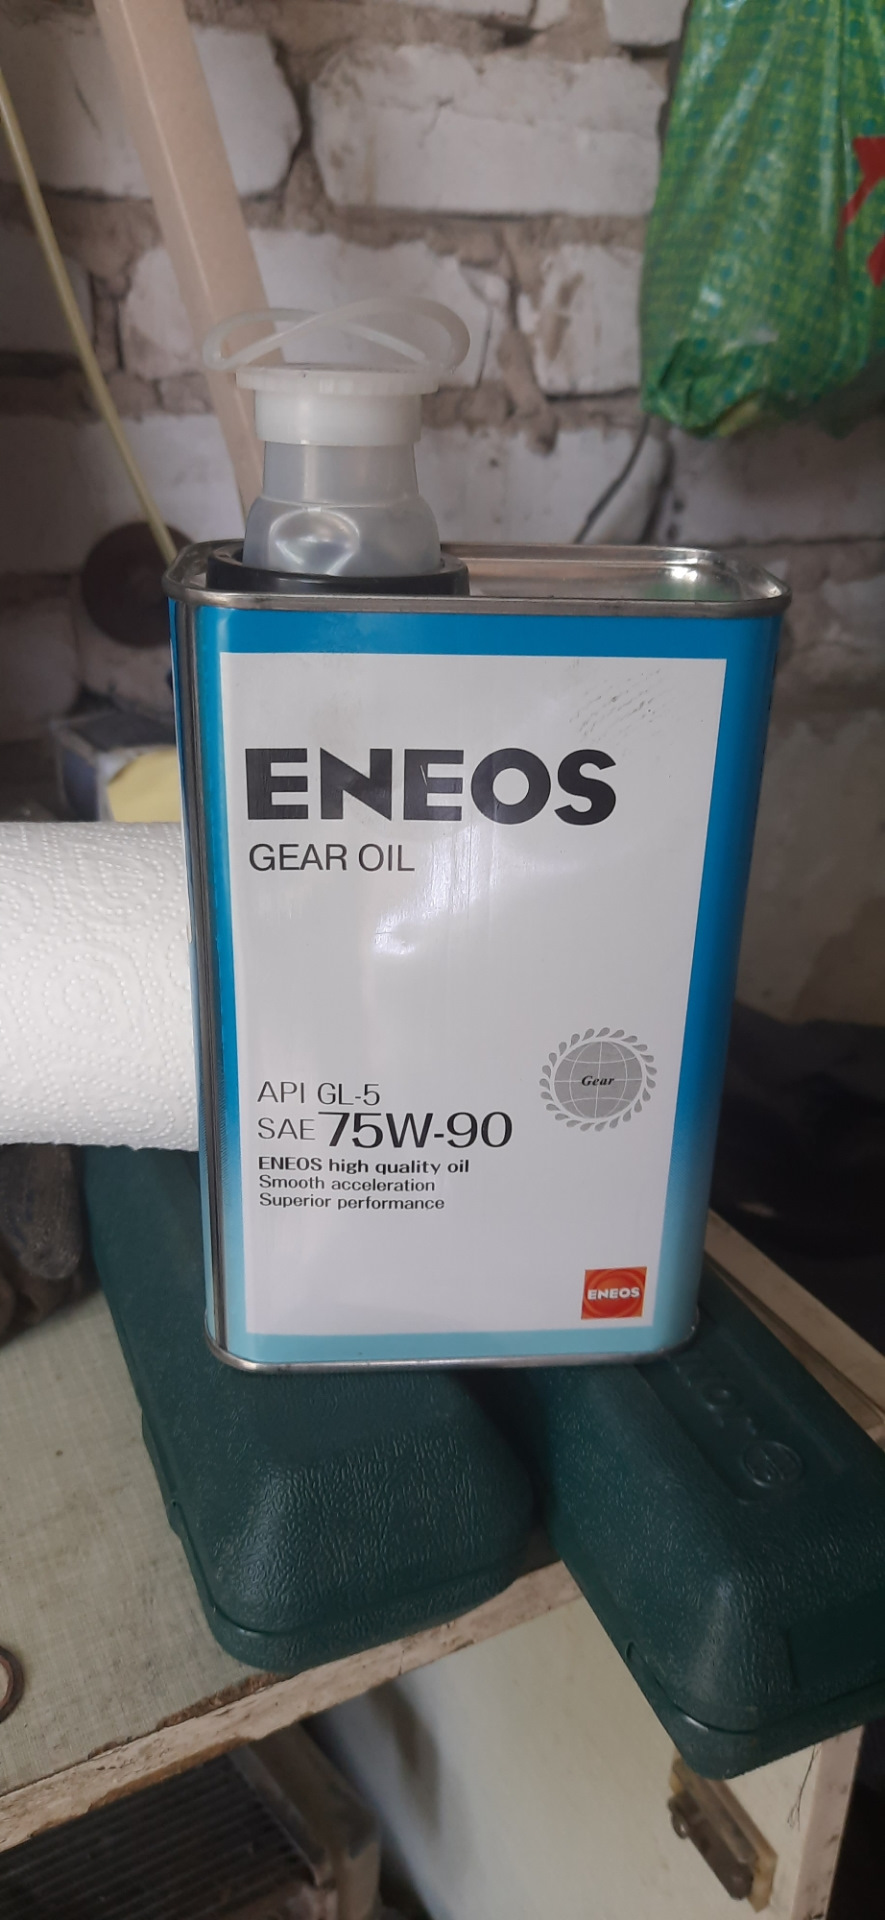 ENEOS
GEAR OIL
Gear
API GL-5
SAE 75W-90
ENEOS high quality oil
Smooth acceleration
Superior performance
ENEOS